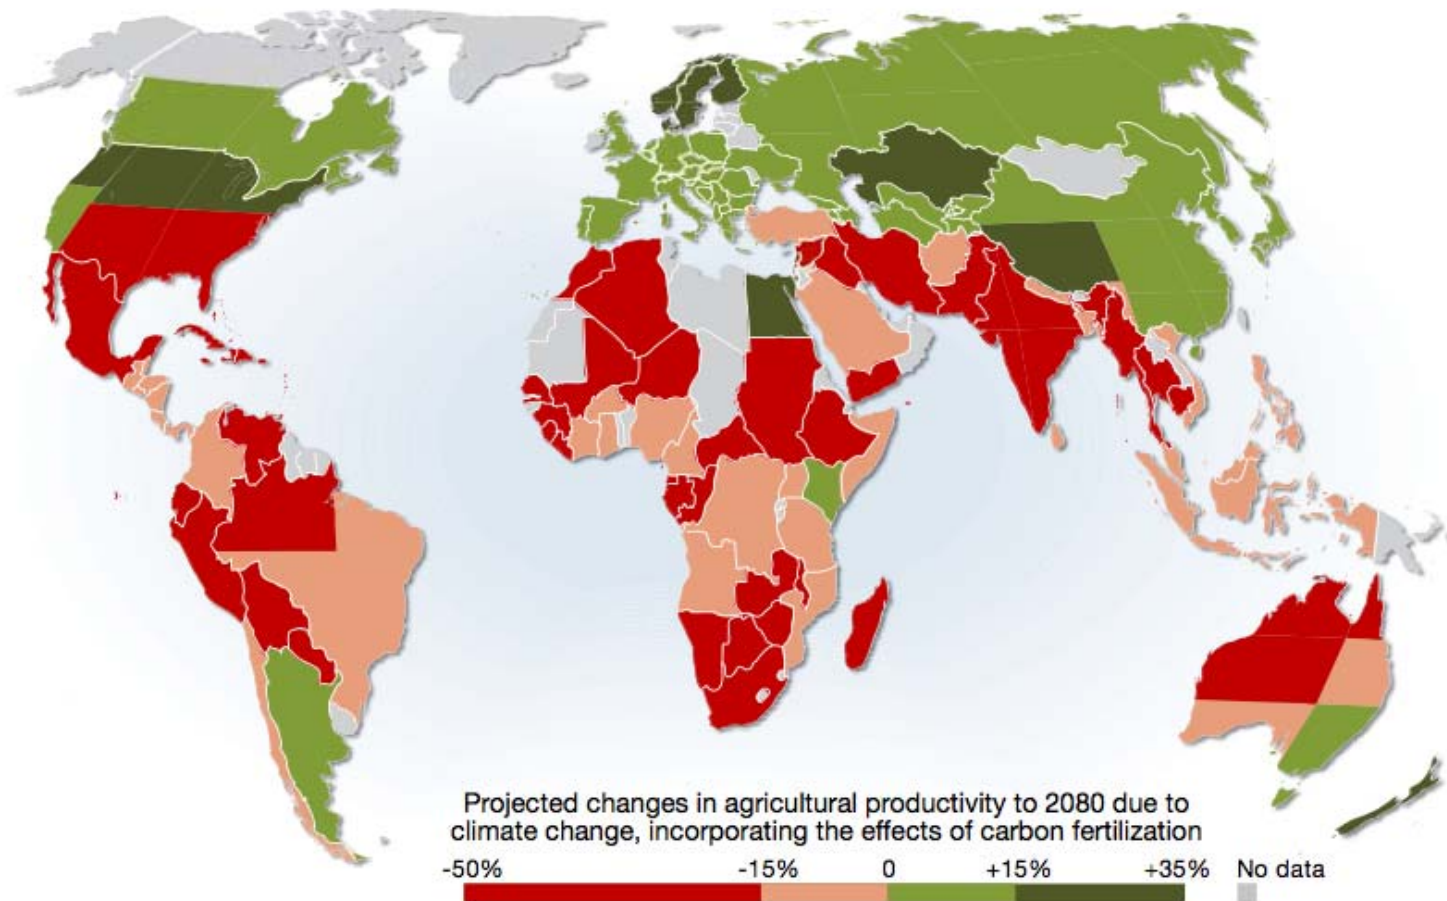 Projected changes in agricultural productivity to 2080 due to
climate change, incorporating the effects of carbon fertilization
-50% -15% 0 +15% +35% No data